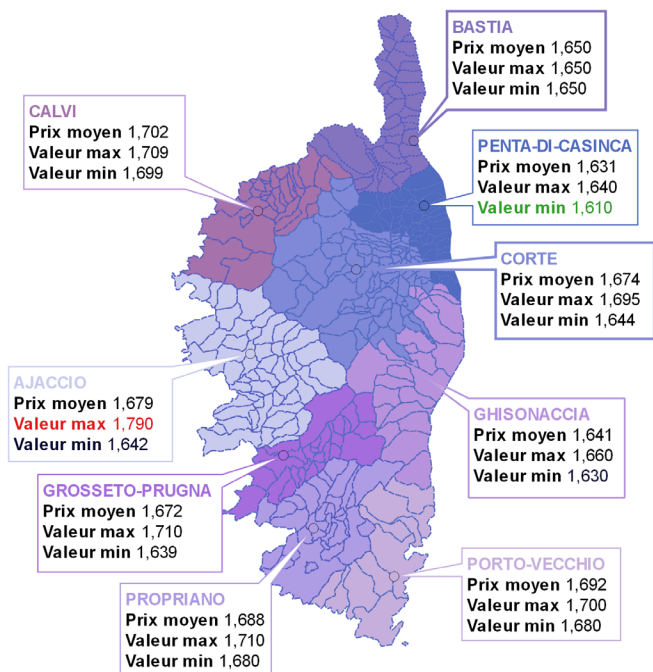 BASTIA
Prix moyen 1,650
Valeur max 1,650
Valeur min 1,650
CALVI
Prix moyen 1,702
Valeur max 1,709
Valeur min 1,699
PENTA-DI-CASINCA
Prix moyen 1,631
Valeur max 1,640
Valeur min 1,610
CORTE
Prix moyen 1,674
Valeur max 1,695
Valeur min 1,644
AJACCIO
Prix moyen 1,679
Valeur max 1,790
Valeur min 1,642
GHISONACCIA
Prix moyen 1,641
Valeur max 1,660
Valeur min 1,630
GROSSETO-PRUGNA
Prix moyen 1,672
Valeur max 1,710
Valeur min 1,639
PORTO-VECCHIO
Prix moyen 1,692
Valeur max 1,700
Valeur min 1,680
PROPRIANO
Prix moyen 1,688
Valeur max 1,710
Valeur min 1,680